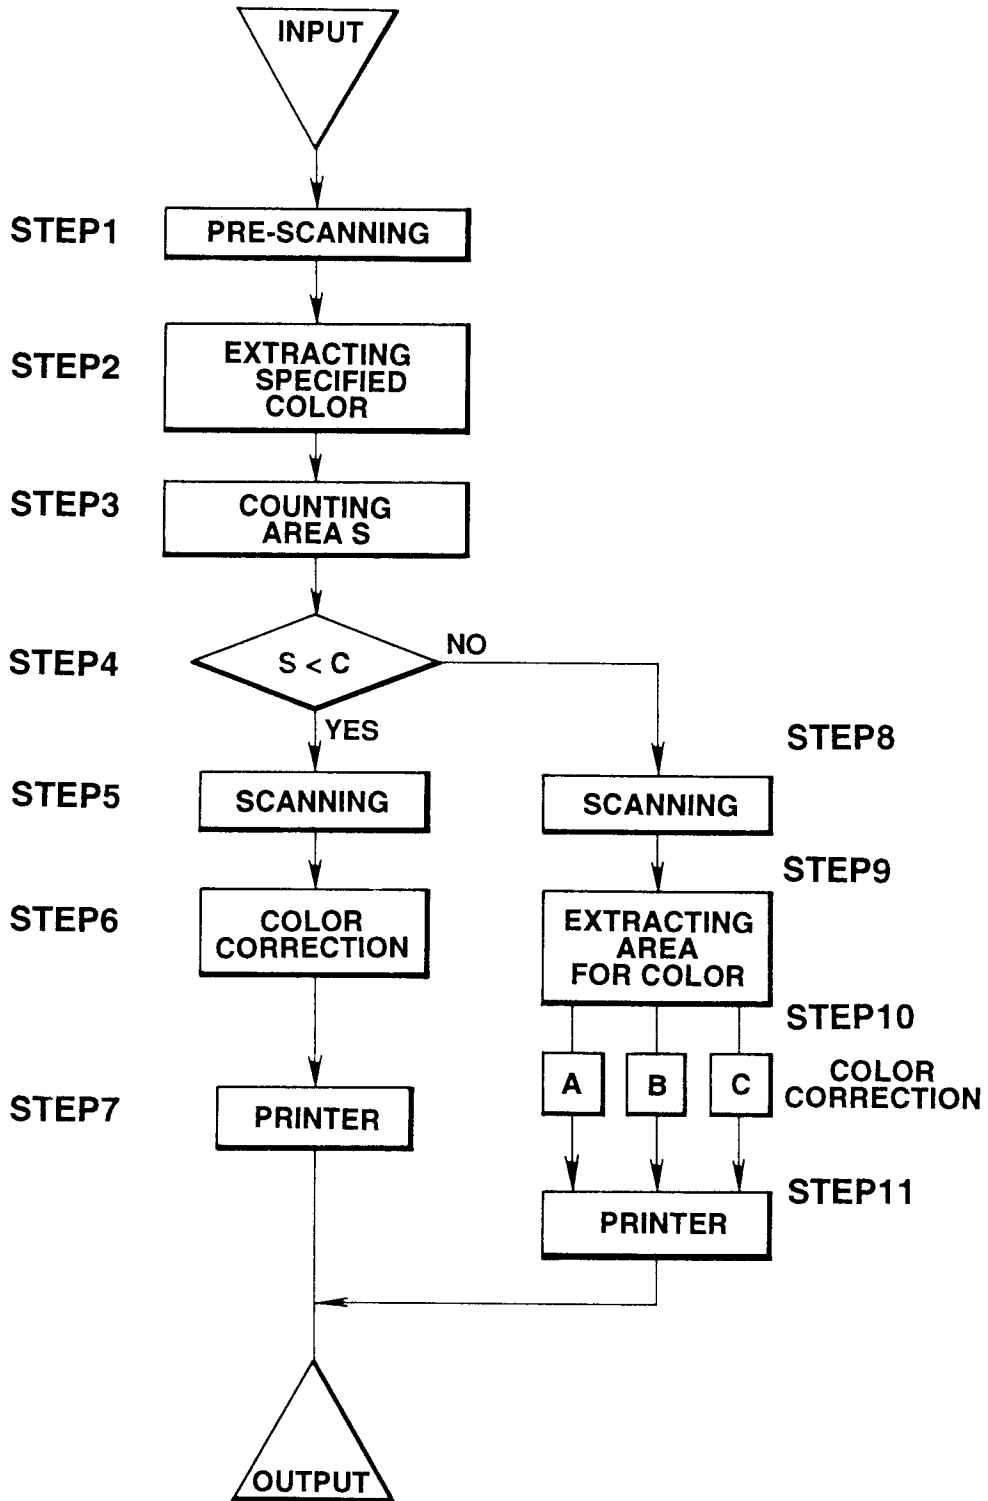 INPUT
STEP1
PRE-SCANNING
STEP2
EXTRACTING
SPECIFIED
COLOR
STEP3
COUNTING
AREA S
STEP4
S < C
NO
YES
STEP5
SCANNING
STEP6
COLOR
CORRECTION
STEP7
PRINTER
STEP8
SCANNING
STEP9
EXTRACTING
AREA
FOR COLOR
STEP10
A
B
C
COLOR
CORRECTION
STEP11
PRINTER
OUTPUT